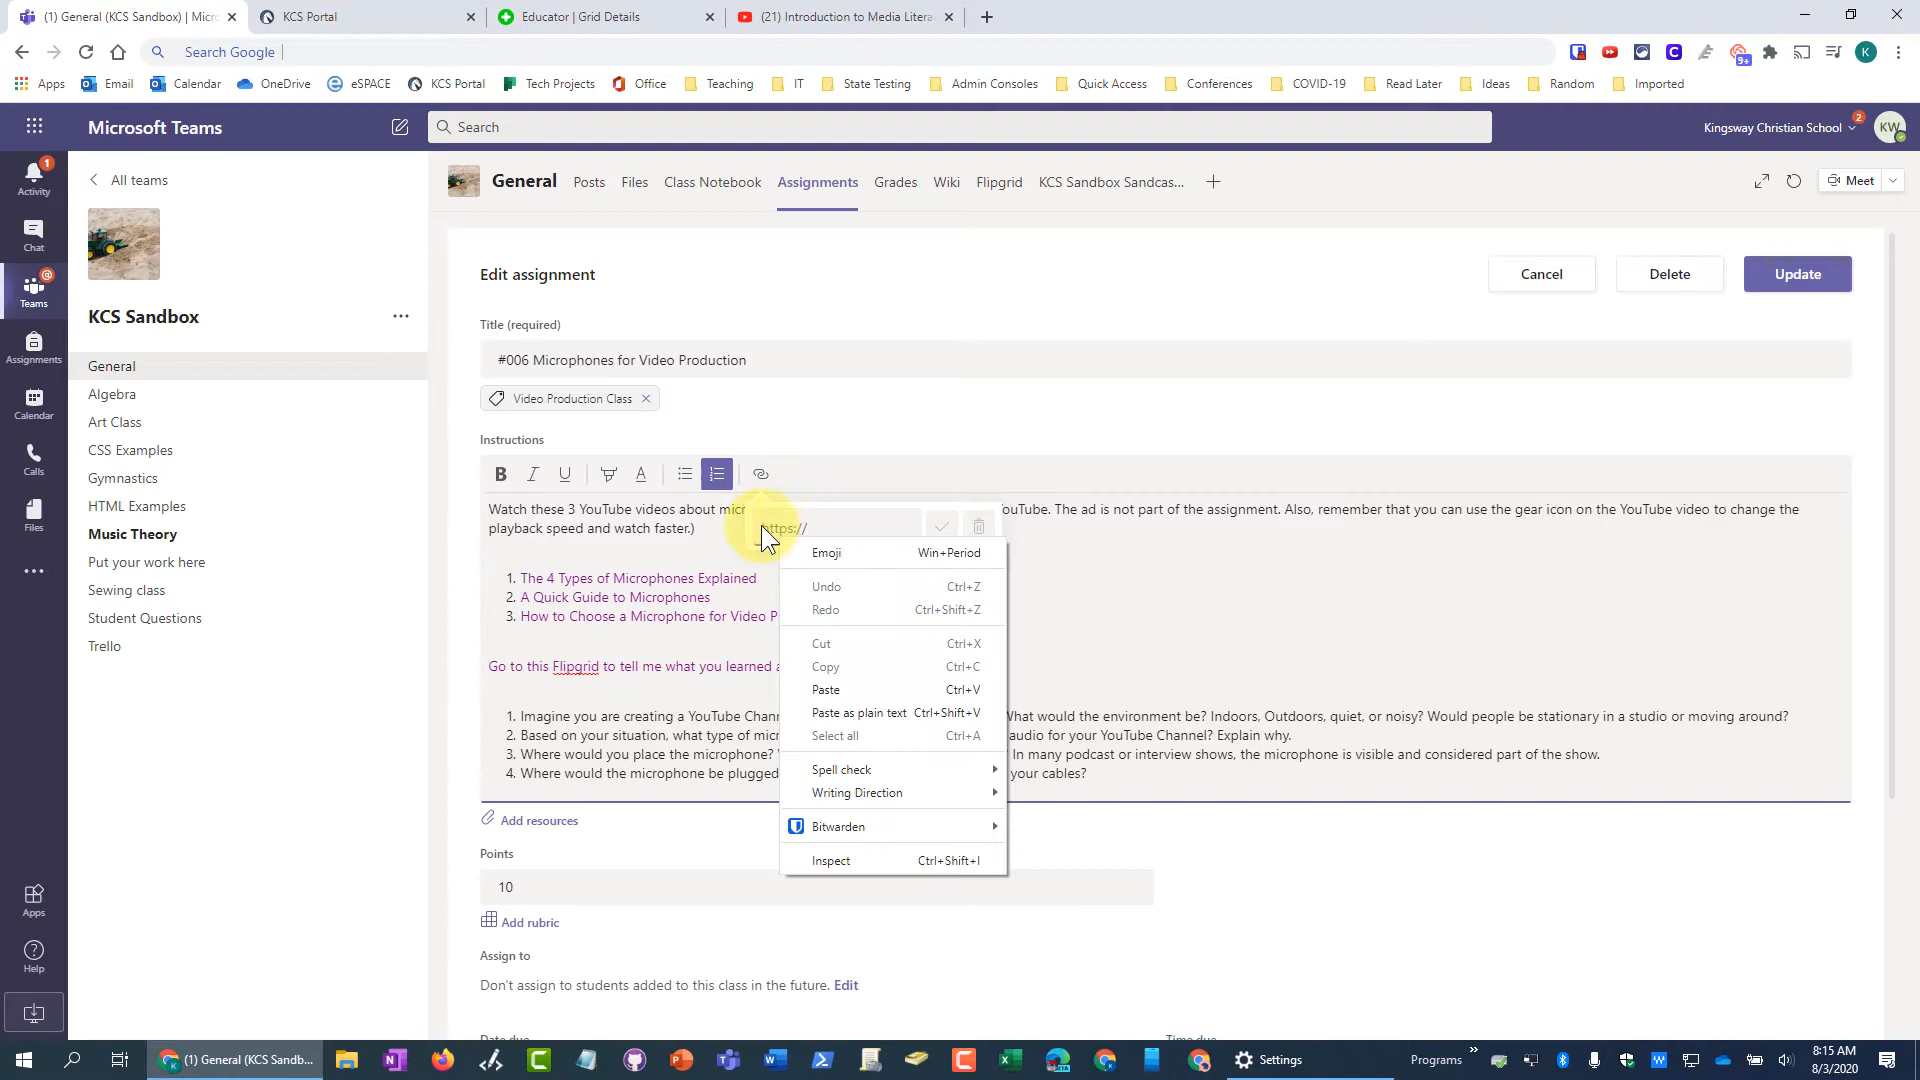 (1) General (KCS Sandbox) | Micr
KCS Portal
Educator | Grid Details
(21) Introduction to Media Litera
Search Google
9+
K
Apps
Email
Calendar
OneDrive
eSPACE
KCS Portal
Tech Projects
Office
Teaching
IT
State Testing
Admin Consoles
Quick Access
Conferences
COVID-19
Read Later
Ideas
Random
Imported
Microsoft Teams
Search
Kingsway Christian School
2
KW
1
Activity
Chat
Teams
Assignments
Calendar
Calls
Files
Apps
Help
All teams
KCS Sandbox
General
Algebra
Art Class
CSS Examples
Gymnastics
HTML Examples
Music Theory
Put your work here
Sewing class
Student Questions
Trello
General
Posts
Files
Class Notebook
Assignments
Grades
Wiki
Flipgrid
KCS Sandbox Sandcas...
Meet
Edit assignment
Cancel
Delete
Update
Title (required)
#006 Microphones for Video Production
Video Production Class
Instructions
B I U A
Watch these 3 YouTube videos about micr ouTube. The ad is not part of the assignment. Also, remember that you can use the gear icon on the YouTube video to change the
playback speed and watch faster.)
https://
1. The 4 Types of Microphones Explained
2. A Quick Guide to Microphones
3. How to Choose a Microphone for Video P
Go to this Flipgrid to tell me what you learned a
1. Imagine you are creating a YouTube Chann What would the environment be? Indoors, Outdoors, quiet, or noisy? Would people be stationary in a studio or moving around?
2. Based on your situation, what type of micr audio for your YouTube Channel? Explain why.
3. Where would you place the microphone? In many podcast or interview shows, the microphone is visible and considered part of the show.
4. Where would the microphone be plugged your cables?
Emoji Win+Period
Undo Ctrl+Z
Redo Ctrl+Shift+Z
Cut Ctrl+X
Copy Ctrl+C
Paste Ctrl+V
Paste as plain text Ctrl+Shift+V
Select all Ctrl+A
Spell check
Writing Direction
Bitwarden
Inspect Ctrl+Shift+I
Add resources
Points
10
Add rubric
Assign to
Don't assign to students added to this class in the future. Edit
Date due
Time due
(1) General (KCS Sandb...
Settings
Programs
8:15 AM
8/3/2020